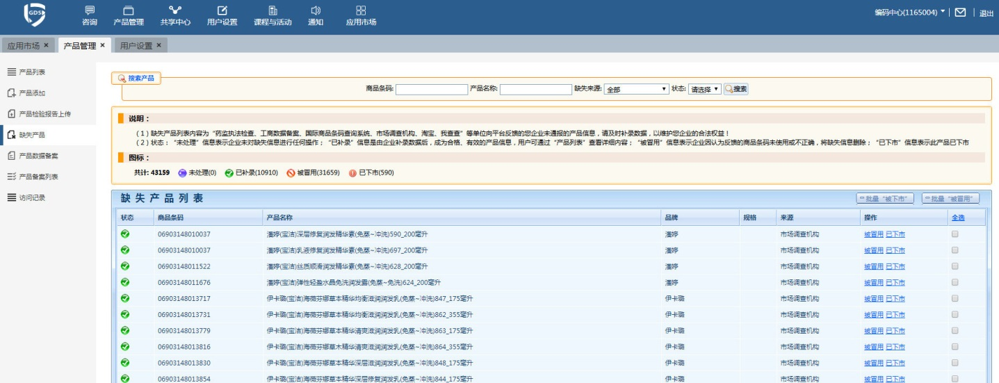 GDS
咨询 产品管理 共享中心 用户设置 课程与活动 通知 应用市场
编码中心(1165004) 退出
应用市场 × 产品管理 × 用户设置 ×
产品列表
产品添加
产品检验报告上传
缺失产品
产品数据备案
产品备案列表
访问记录
搜索产品
商品条码: 产品名称: 缺失来源: 全部 状态: 请选择 搜索
说明：
（1）缺失产品列表内容为“药监执法检查、工商数据备案、国际商品条码查询系统、市场调查机构、淘宝、我查查”等单位向平台反馈的您企业未通报的产品信息，请及时补录数据，以维护您企业的合法权益！
（2）状态：“未处理”信息表示企业未对缺失信息进行任何操作；“已补录”信息是由企业补录数据后，成为合格、有效的产品信息，用户可通过“产品列表”查看详细内容；“被冒用”信息表示企业因认为反馈的商品条码未使用或不正确，将缺失信息删除；“已下市”信息表示此产品已下市
图标：
共计: 43159 未处理(0) 已补录(10910) 被冒用(31659) 已下市(590)
缺失产品列表 批量“被下市” 批量“被冒用”
状态 商品条码 产品名称 品牌 规格 来源 操作 全选
06903148010037 潘婷(宝洁)深层修复润发精华素(免蒸~冲洗)590_200毫升 潘婷 市场调查机构 被冒用 已下市
06903148010037 潘婷(宝洁)乳液修复润发精华素(免蒸~冲洗)697_200毫升 潘婷 市场调查机构 被冒用 已下市
06903148011522 潘婷(宝洁)丝质顺滑润发精华素(免蒸~冲洗)628_200毫升 潘婷 市场调查机构 被冒用 已下市
06903148011676 潘婷(宝洁)弹性轻盈水晶免洗润发露(免蒸~免洗)624_200毫升 潘婷 市场调查机构 被冒用 已下市
06903148013717 伊卡璐(宝洁)海薇芬娜草本精华均衡滋润润发乳(免蒸~冲洗)847_175毫升 伊卡璐 市场调查机构 被冒用 已下市
06903148013731 伊卡璐(宝洁)海薇芬娜草本精华均衡滋润润发乳(免蒸~冲洗)862_355毫升 伊卡璐 市场调查机构 被冒用 已下市
06903148013779 伊卡璐(宝洁)海薇芬娜草本精华清爽滋润润发乳(免蒸~冲洗)863_175毫升 伊卡璐 市场调查机构 被冒用 已下市
06903148013816 伊卡璐(宝洁)海薇芬娜草木精华清爽滋润润发乳(免蒸~冲洗)864_355毫升 伊卡璐 市场调查机构 被冒用 已下市
06903148013830 伊卡璐(宝洁)海薇芬娜草本精华深层滋润润发乳(免蒸~冲洗)848_175毫升 伊卡璐 市场调查机构 被冒用 已下市
06903148013854 伊卡璐(宝洁)海薇芬娜草本精华深层修复润发乳(免蒸~冲洗)844_175毫升 伊卡璐 市场调查机构 被冒用 已下市